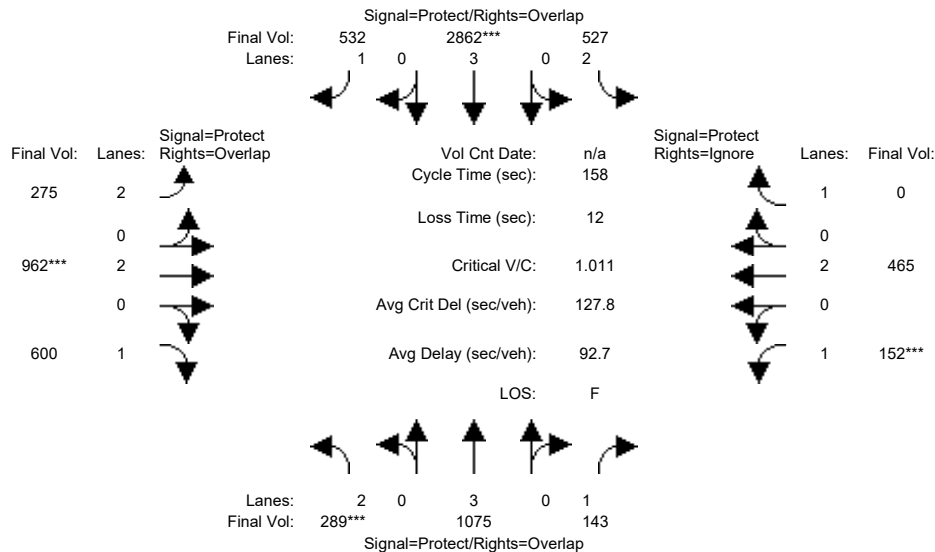 Signal=Protect/Rights=Overlap
Final Vol: 532 2862*** 527
Lanes: 1 0 3 0 2
Signal=Protect
Final Vol: Lanes: Rights=Overlap
Vol Cnt Date: n/a
Signal=Protect
Rights=Ignore Lanes: Final Vol:
Cycle Time (sec): 158
275 2
1 0
Loss Time (sec): 12
0
0
962*** 2
Critical V/C: 1.011
2 465
0
Avg Crit Del (sec/veh): 127.8
0
600 1
Avg Delay (sec/veh): 92.7
1 152***
LOS: F
Lanes: 2 0 3 0 1
Final Vol: 289*** 1075 143
Signal=Protect/Rights=Overlap